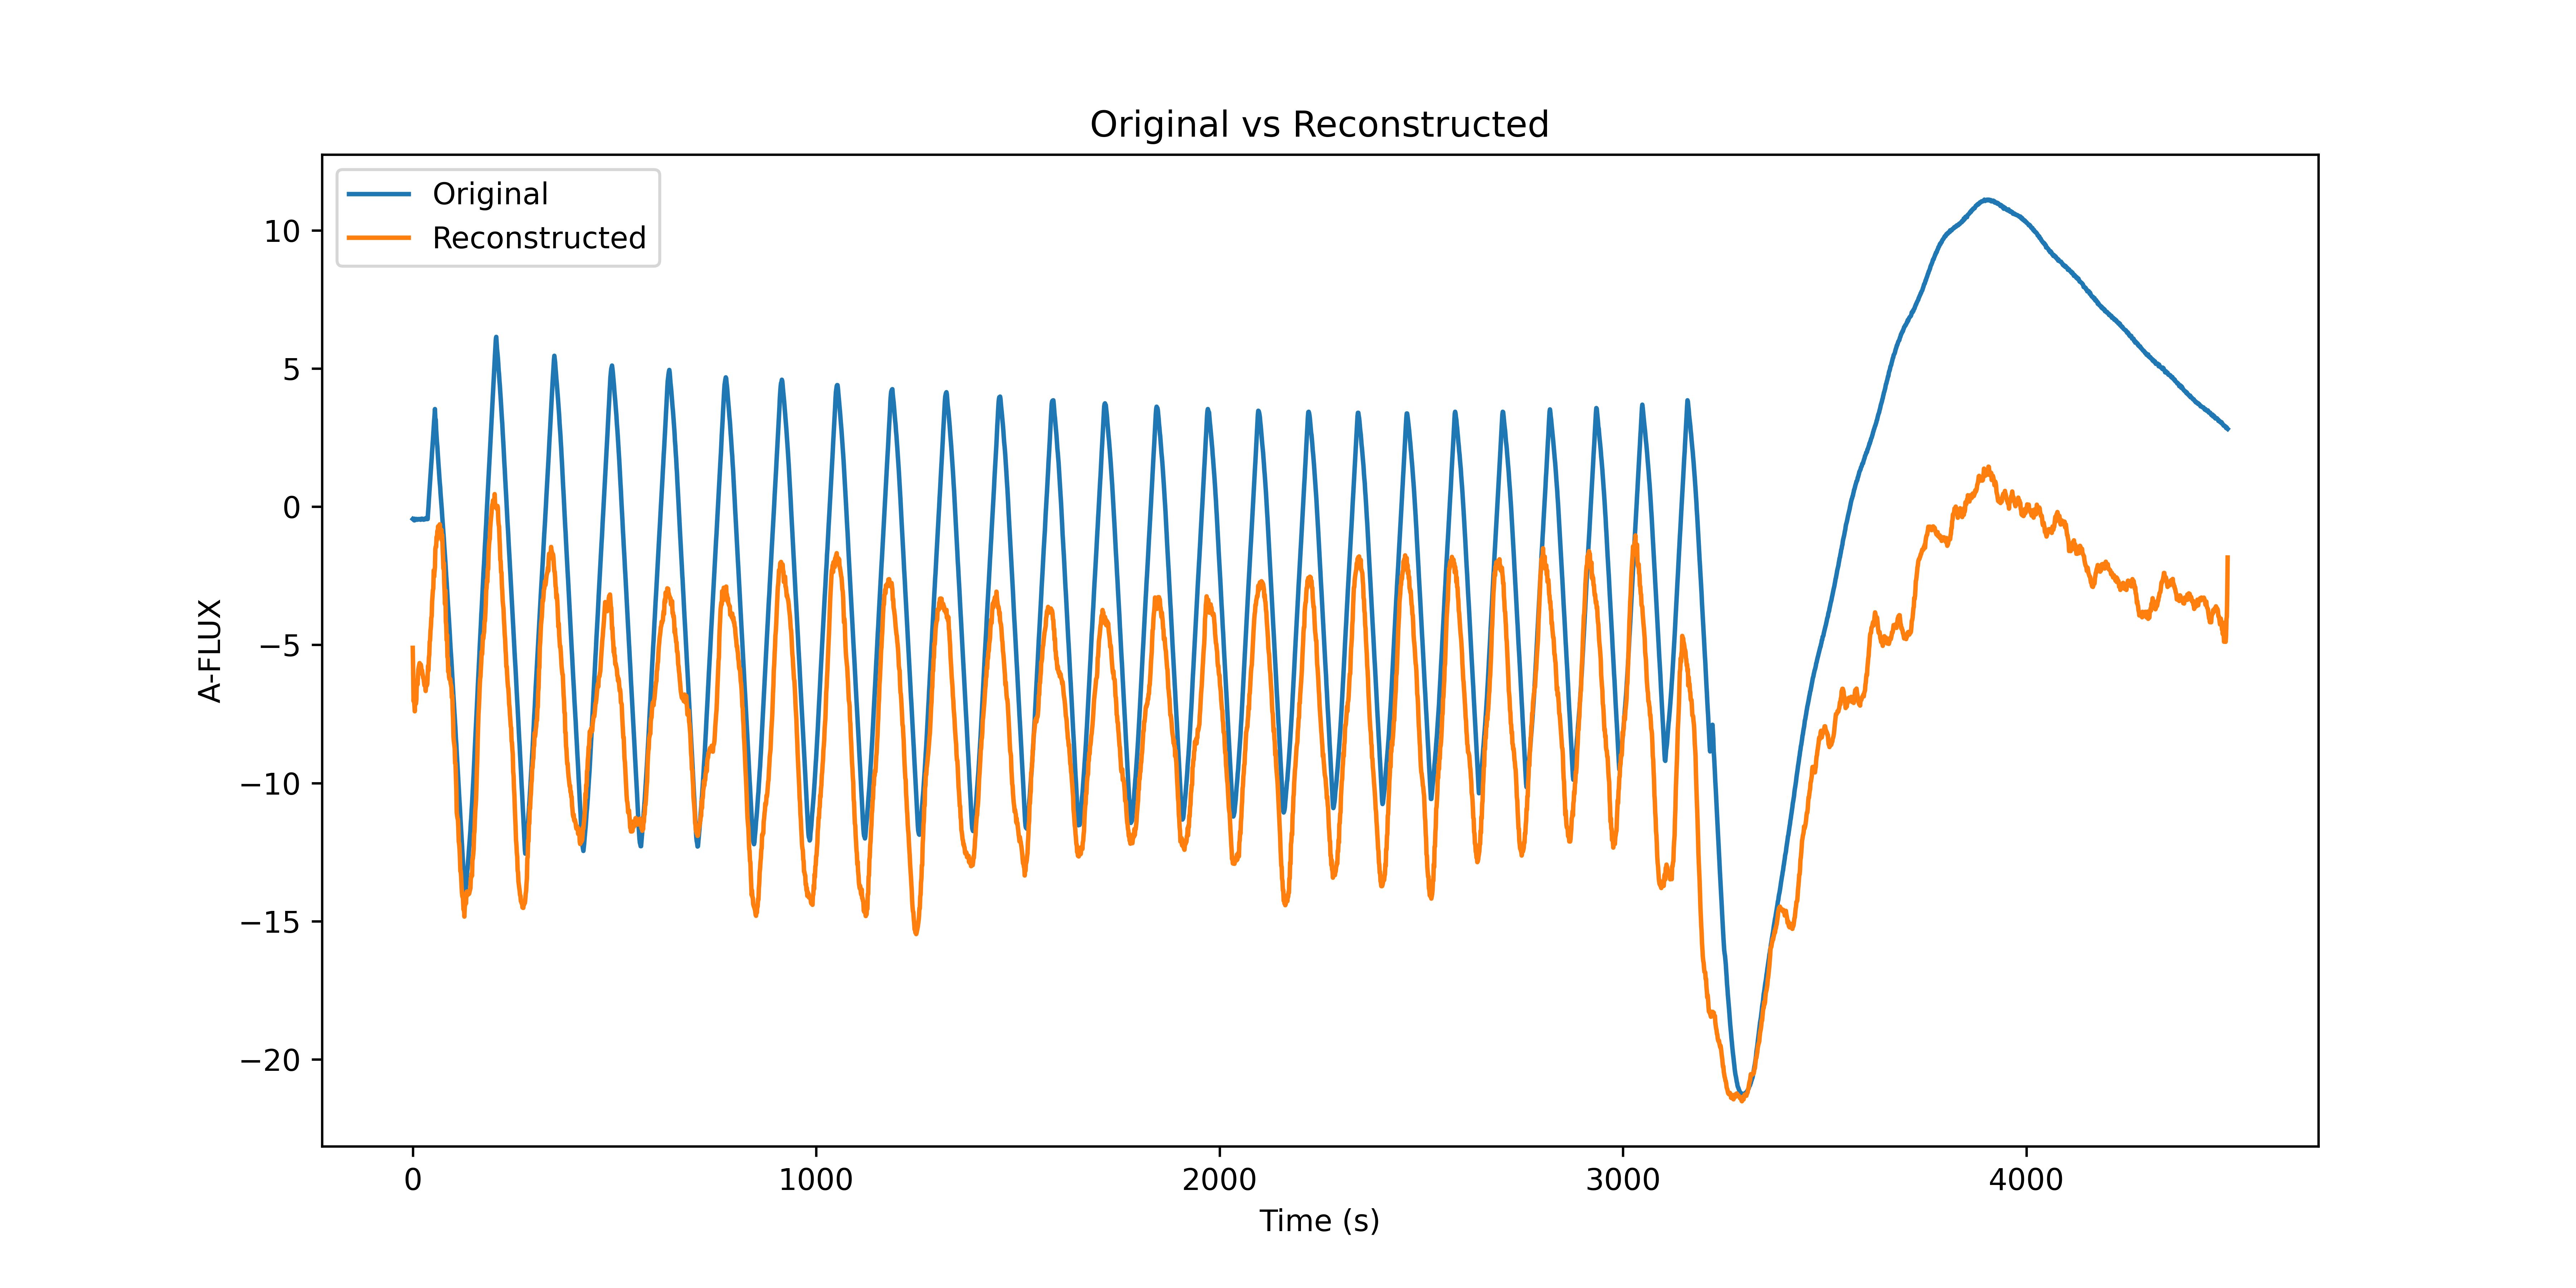 Original vs Reconstructed
Original
Reconstructed
10
5
0
−5
−10
−15
−20
A-FLUX
0 1000 2000 3000 4000
Time (s)